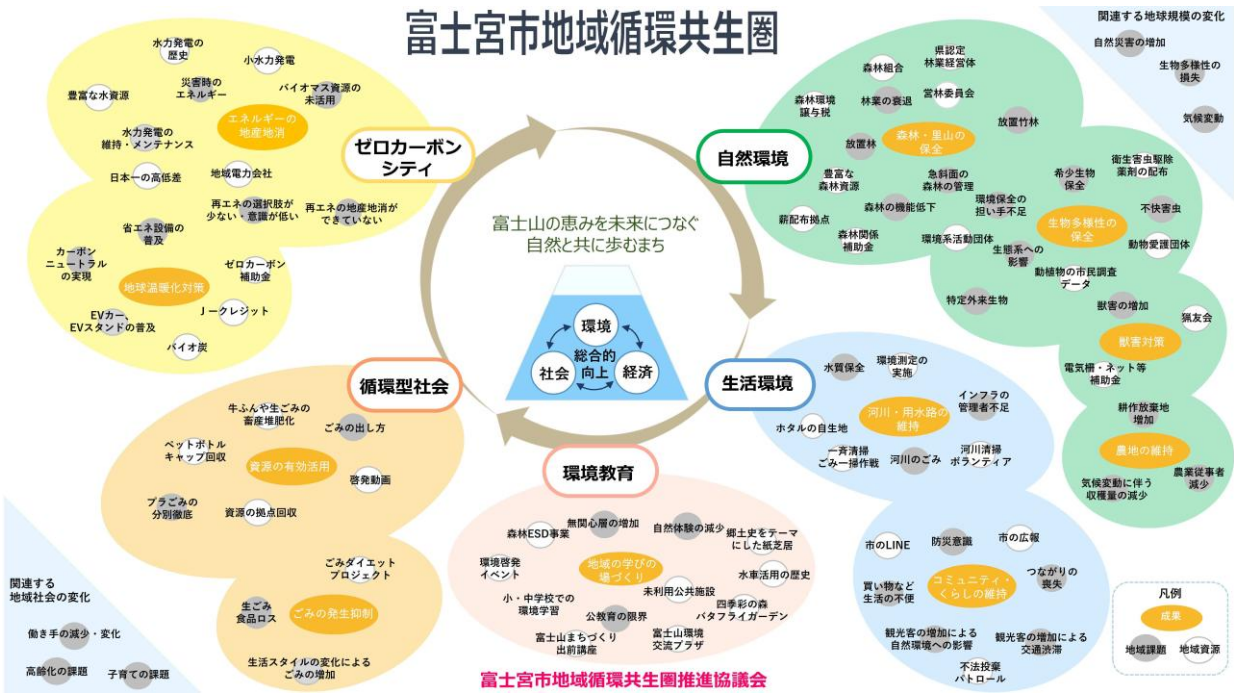 富士宮市地域循環共生圏
関連する地球規模の変化
自然災害の増加
生物多様性の
損失
気候変動
ゼロカーボン
シティ
水力発電の
歴史
小水力発電
豊富な水資源
災害時の
エネルギー
バイオマス資源の
未活用
エネルギーの
地産地消
水力発電の
維持・メンテナンス
日本一の高低差
地域電力会社
再エネの選択肢が
少ない・意識が低い
再エネの地産地消が
できていない
省エネ設備の
普及
カーボン
ニュートラル
の実現
ゼロカーボン
補助金
地球温暖化対策
Jークレジット
EVカー、
EVスタンドの普及
バイオ炭
自然環境
県認定
林業経営体
森林組合
森林環境
譲与税
林業の衰退
営林委員会
放置竹林
放置林
森林・里山の
保全
豊富な
森林資源
急斜面の
森林の管理
薪配布拠点
森林の機能低下
環境保全の
担い手不足
森林関係
補助金
環境系活動団体
希少生物
保全
衛生害虫駆除
薬剤の配布
不快害虫
生物多様性の
保全
生態系への
影響
動物愛護団体
動植物の市民調査
データ
特定外来生物
獣害の増加
猟友会
獣害対策
電気柵・ネット等
補助金
耕作放棄地
増加
農地の維持
気候変動に伴う
収穫量の減少
農業従事者
減少
富士山の恵みを未来につなぐ
自然と共に歩むまち
環境
総合的
向上
社会
経済
生活環境
水質保全
環境測定の
実施
インフラの
管理者不足
河川・用水路の
維持
ホタルの自生地
一斉清掃
ごみ一掃作戦
河川のごみ
河川清掃
ボランティア
市のLINE
防災意識
市の広報
買い物など
生活の不便
コミュニティ・
くらしの維持
つながりの
喪失
観光客の増加による
自然環境への影響
観光客の増加による
交通渋滞
不法投棄
パトロール
環境教育
無関心層の増加
自然体験の減少
森林ESD事業
郷土史をテーマ
にした紙芝居
環境啓発
イベント
地域の学びの
場づくり
水車活用の歴史
小・中学校での
環境学習
未利用公共施設
公教育の限界
四季彩の森
バタフライガーデン
富士山まちづくり
出前講座
富士山環境
交流プラザ
循環型社会
牛ふんや生ごみの
畜産堆肥化
ごみの出し方
ペットボトル
キャップ回収
資源の有効活用
啓発動画
プラごみの
分別徹底
資源の拠点回収
ごみダイエット
プロジェクト
生ごみ
食品ロス
ごみの発生抑制
生活スタイルの変化による
ごみの増加
関連する
地域社会の変化
働き手の減少・変化
高齢化の課題
子育ての課題
凡例
成果
地域課題
地域資源
富士宮市地域循環共生圏推進協議会